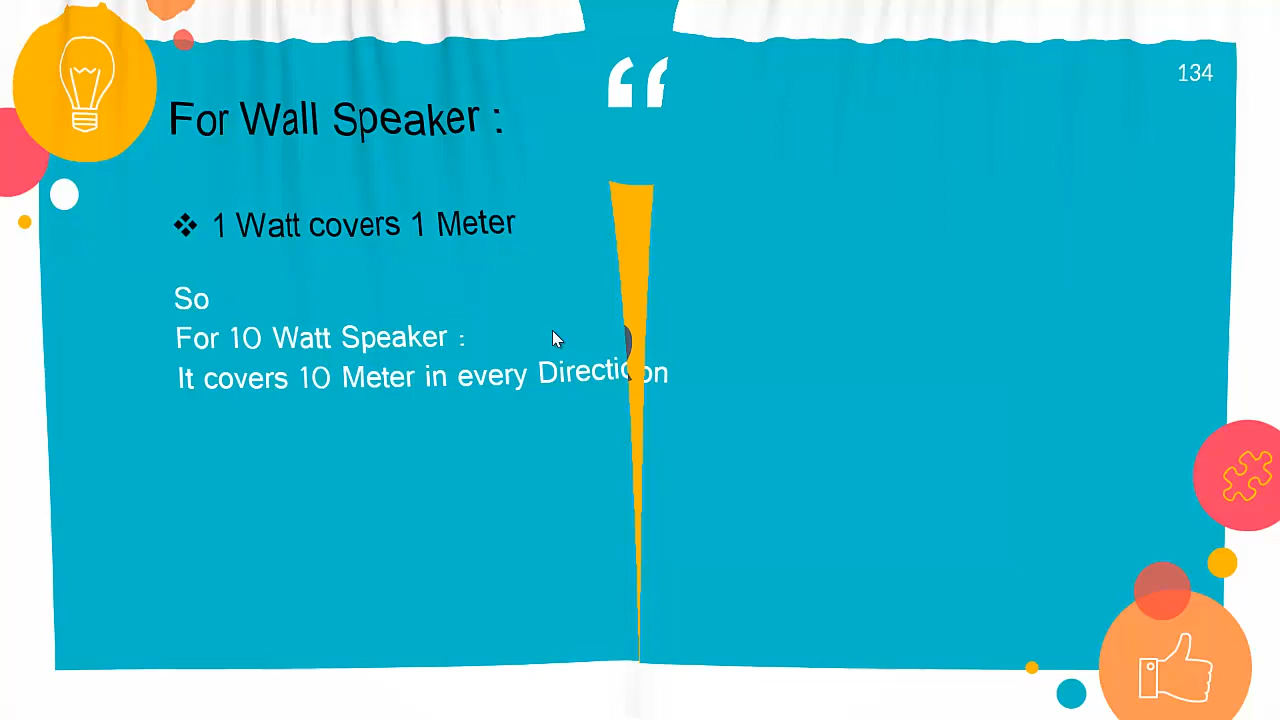 134
“
For Wall Speaker :
❖ 1 Watt covers 1 Meter
So
For 10 Watt Speaker :
It covers 10 Meter in every Direction